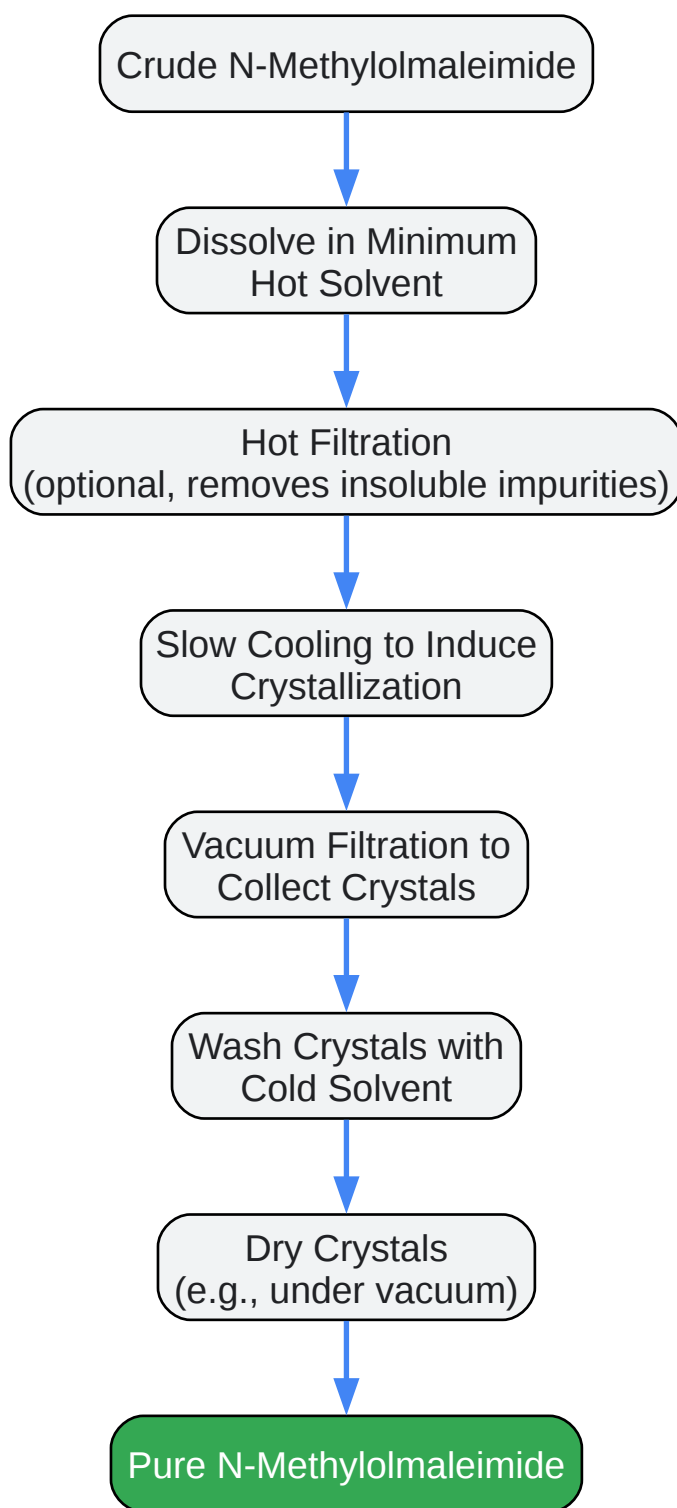 Crude N-Methylolmaleimide
Dissolve in Minimum
Hot Solvent
Hot Filtration
(optional, removes insoluble impurities)
Slow Cooling to Induce
Crystallization
Vacuum Filtration to
Collect Crystals
Wash Crystals with
Cold Solvent
Dry Crystals
(e.g., under vacuum)
Pure N-Methylolmaleimide